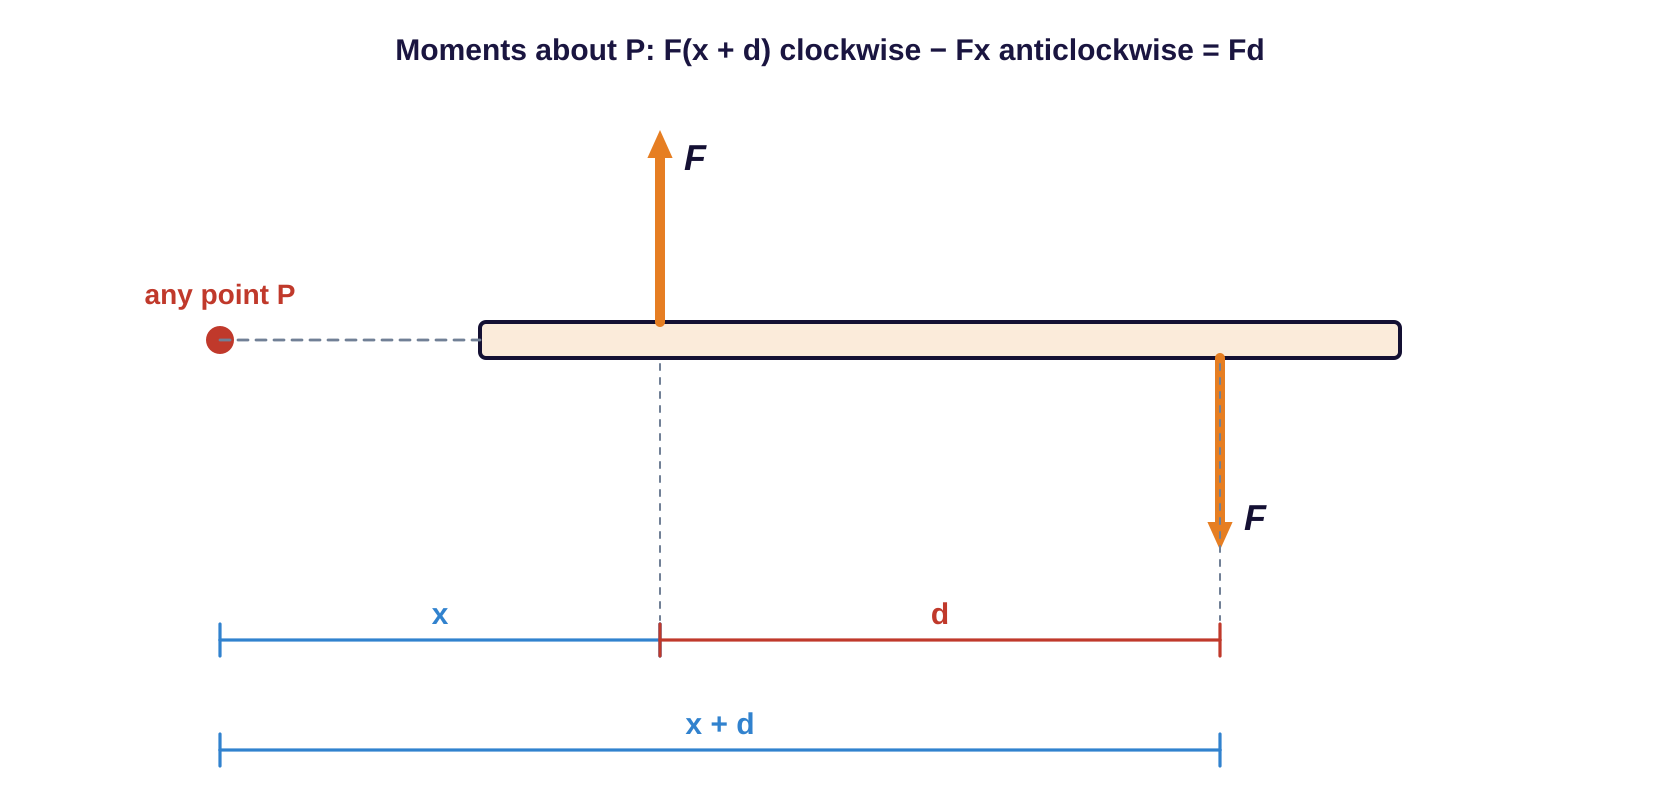 Moments about P: F(x + d) clockwise − Fx anticlockwise = Fd
F
any point P
F
x
d
x + d